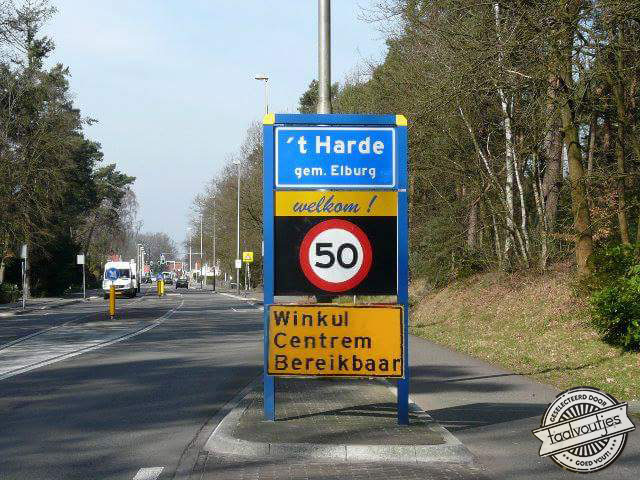 't Harde
gem. Elburg
welkom !
50
Winkul
Centrem
Bereikbaar
GESELECTEERD DOOR
taalvoutjes
GOED VOUT!